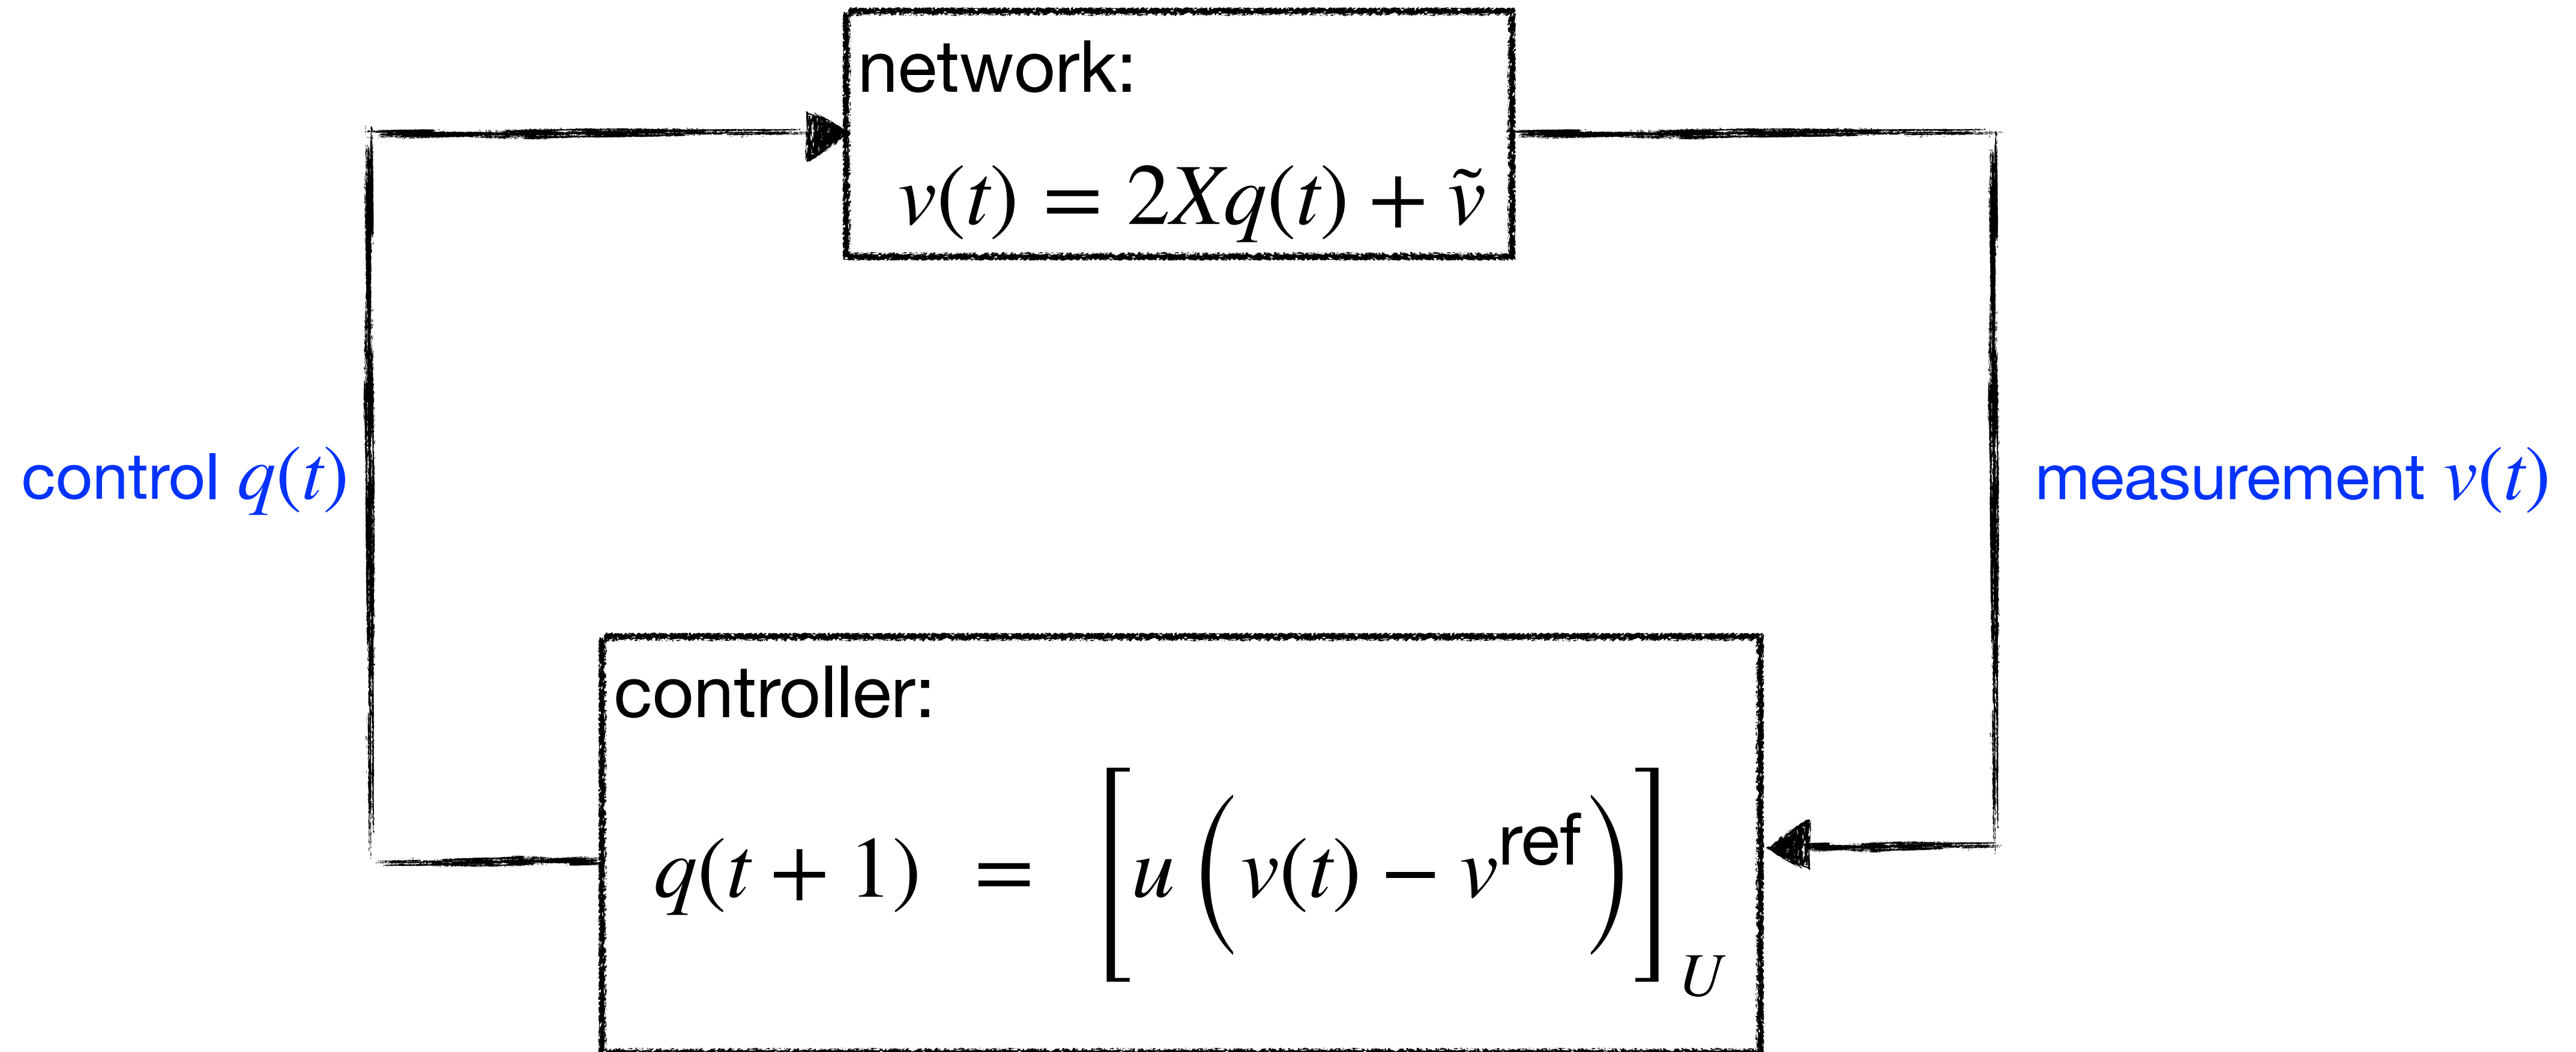 network:
v(t) = 2Xq(t) + ṽ
control q(t)
measurement v(t)
controller:
q(t + 1) = [u (v(t) − v^ref)]_U